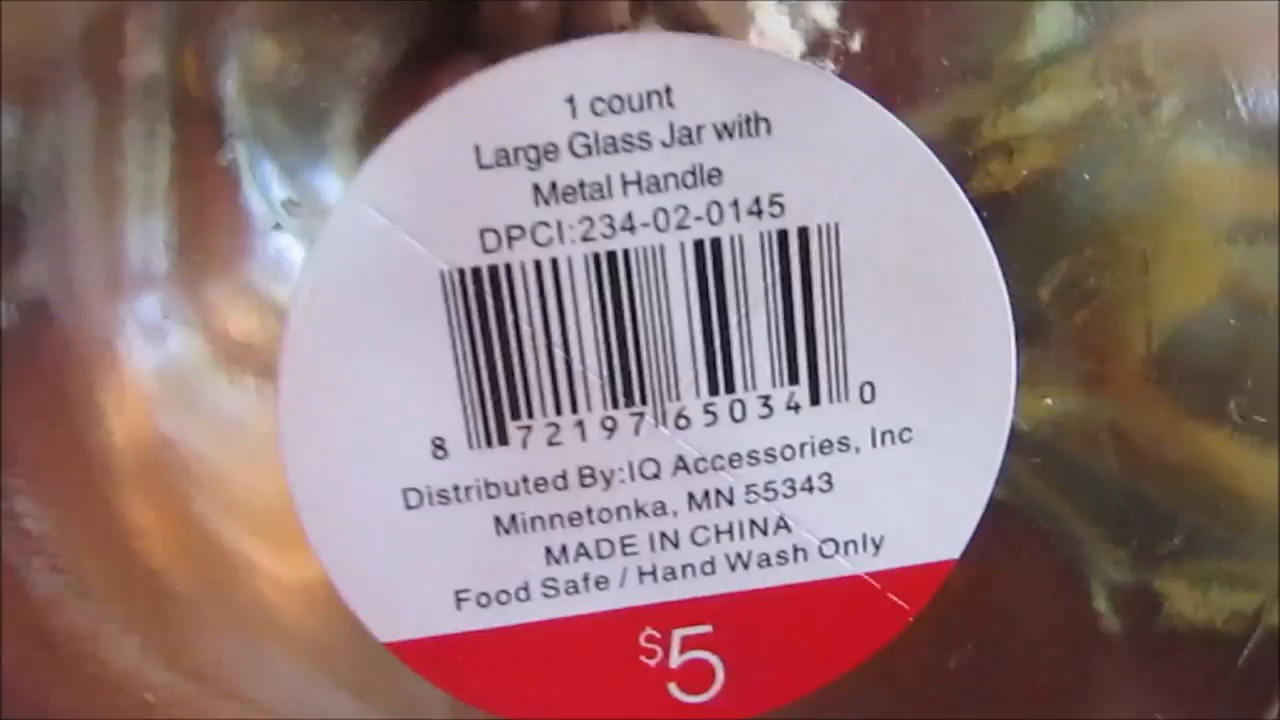 1 count
Large Glass Jar with
Metal Handle
DPCI:234-02-0145
8 72197 65034 0
Distributed By:IQ Accessories, Inc
Minnetonka, MN 55343
MADE IN CHINA
Food Safe / Hand Wash Only
$5